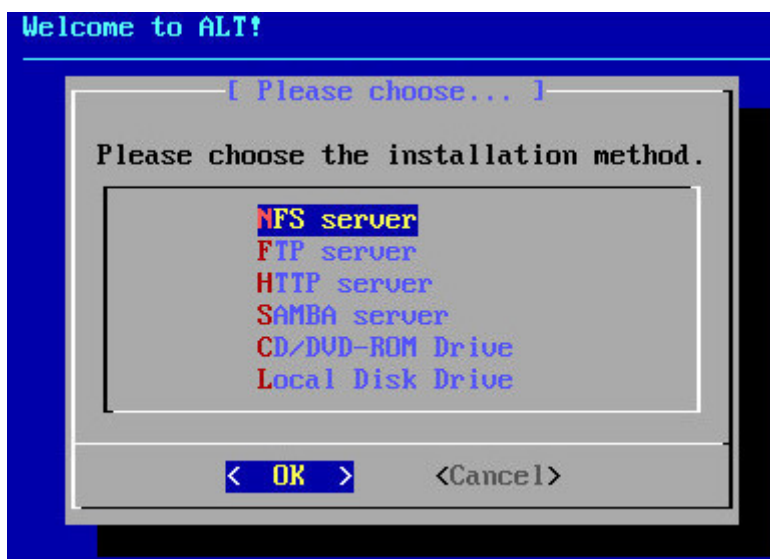 Welcome to ALT!
[ Please choose... ]
Please choose the installation method.
NFS server
FTP server
HTTP server
SAMBA server
CD/DVD-ROM Drive
Local Disk Drive
< OK > <Cancel>